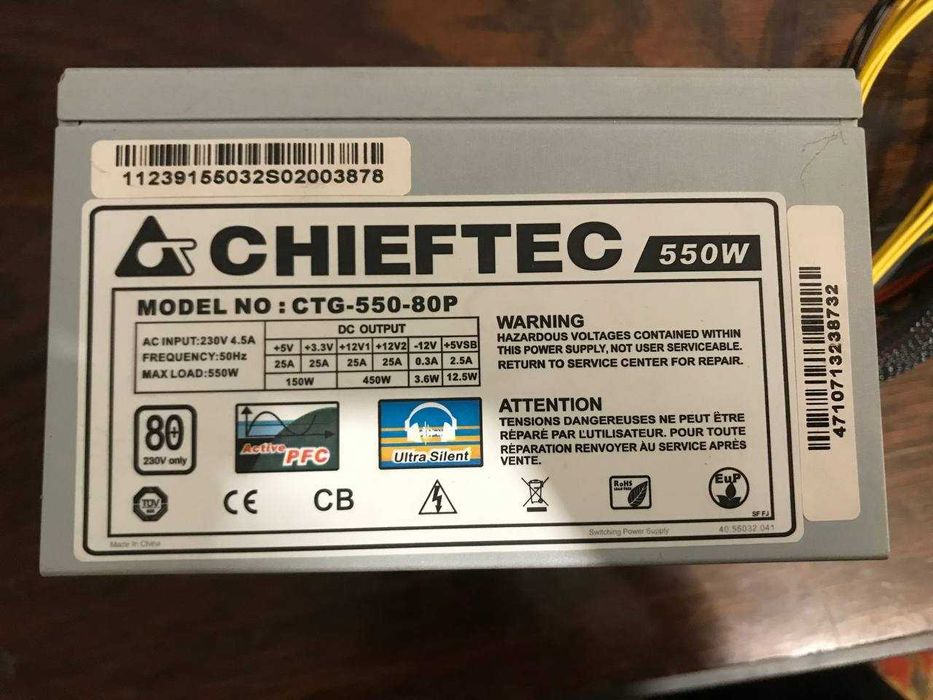 11239155032S02003878
CHIEFTEC 550W
MODEL NO : CTG-550-80P
AC INPUT:230V 4.5A
FREQUENCY:50Hz
MAX LOAD:550W
DC OUTPUT
+5V +3.3V +12V1 +12V2 -12V +5VSB
25A 25A 25A 25A 0.3A 2.5A
150W 450W 3.6W 12.5W
WARNING
HAZARDOUS VOLTAGES CONTAINED WITHIN
THIS POWER SUPPLY, NOT USER SERVICEABLE.
RETURN TO SERVICE CENTER FOR REPAIR.
ATTENTION
TENSIONS DANGEREUSES NE PEUT ÊTRE
RÉPARÉ PAR L'UTILISATEUR. POUR TOUTE
RÉPARATION RENVOYER AU SERVICE APRÈS
VENTE.
80
230V only
Active
PFC
Ultra Silent
TÜV
CE
CB
RoHS
EuP
SF FJ
Made In China
Switching Power Supply
40.55032.041
4710713238732